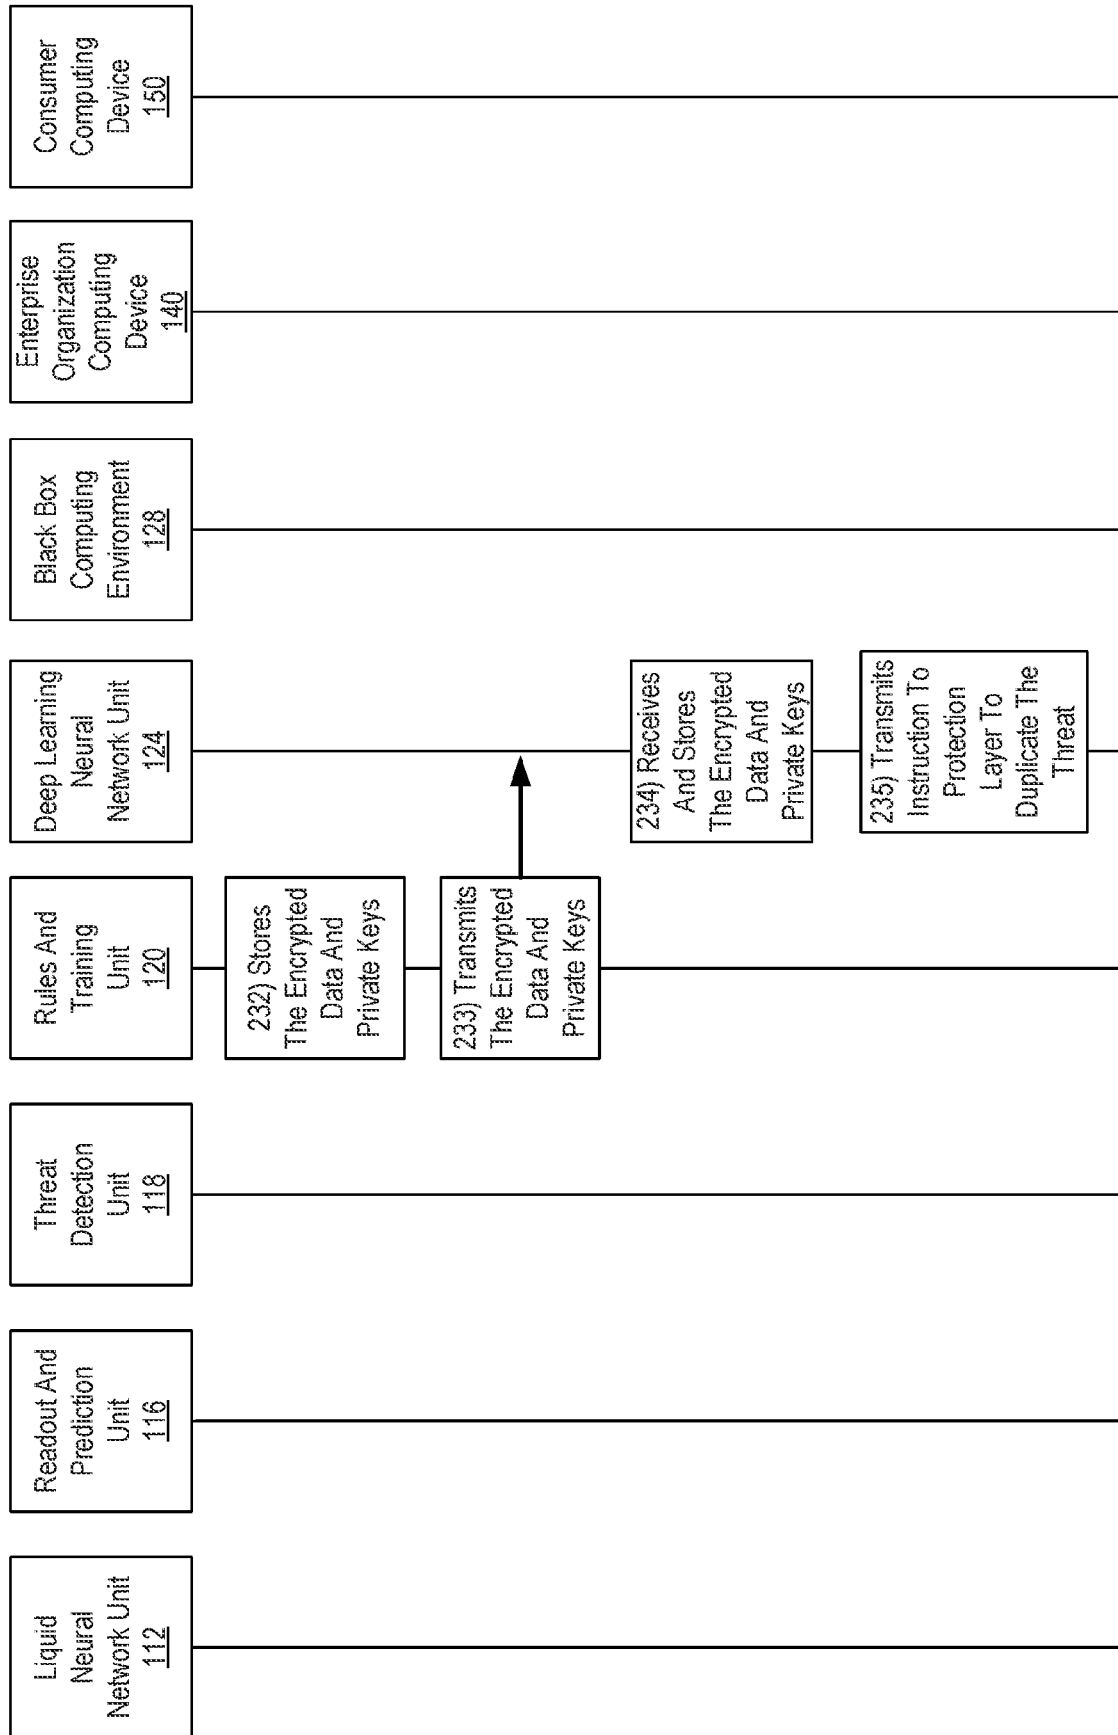 Liquid
Neural
Network Unit
112
Readout And
Prediction
Unit
116
Threat
Detection
Unit
118
Rules And
Training
Unit
120
Deep Learning
Neural
Network Unit
124
Black Box
Computing
Environment
128
Enterprise
Organization
Computing
Device
140
Consumer
Computing
Device
150
232) Stores
The Encrypted
Data And
Private Keys
233) Transmits
The Encrypted
Data And
Private Keys
234) Receives
And Stores
The Encrypted
Data And
Private Keys
235) Transmits
Instruction To
Protection
Layer To
Duplicate The
Threat